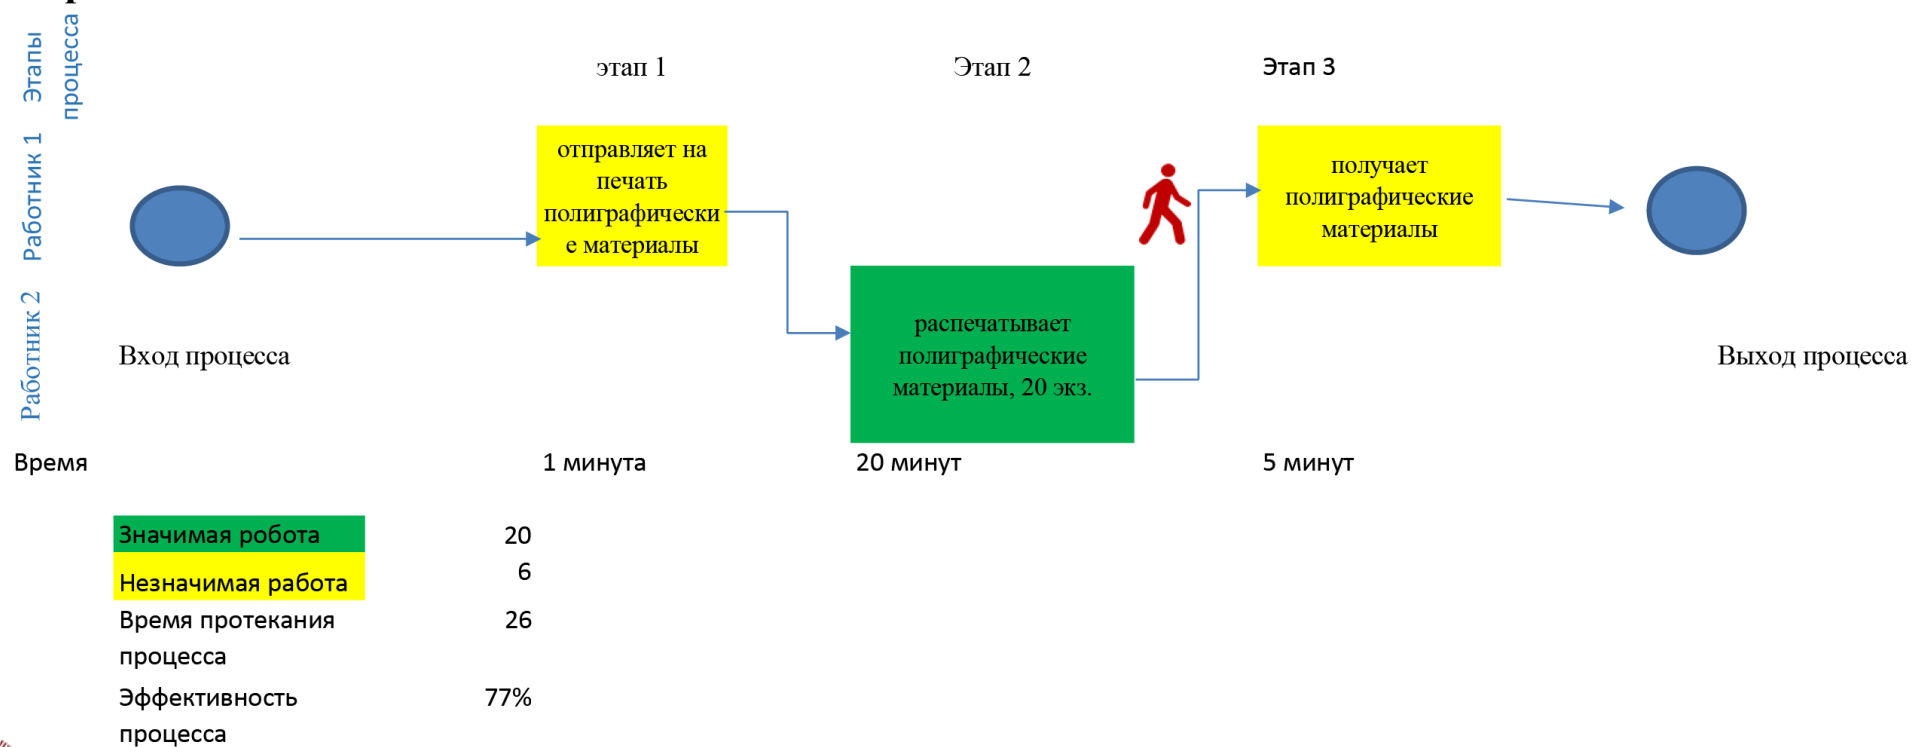 Этапы
процесса
этап 1
Этап 2
Этап 3
Работник 1
отправляет на
печать
полиграфически
е материалы
получает
полиграфические
материалы
Работник 2
Вход процесса
распечатывает
полиграфические
материалы, 20 экз.
Выход процесса
Время
1 минута
20 минут
5 минут
Значимая робота 20
Незначимая работа 6
Время протекания 26
процесса
Эффективность 77%
процесса